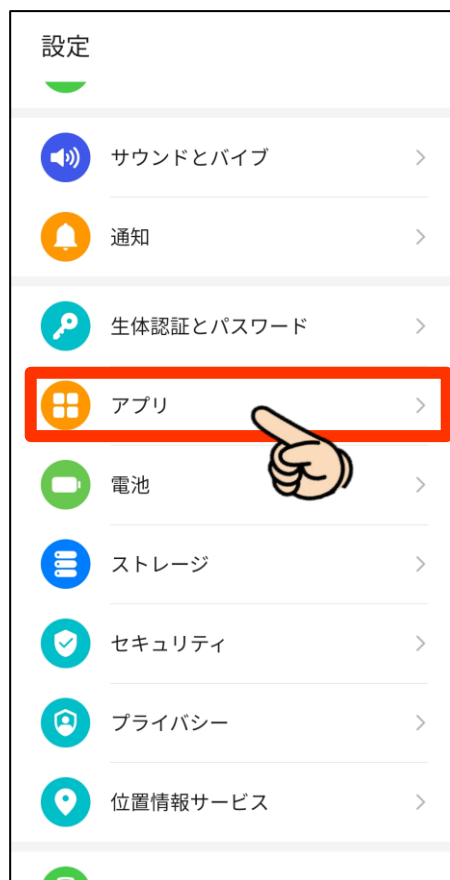 設定
サウンドとバイブ
通知
生体認証とパスワード
アプリ
電池
ストレージ
セキュリティ
プライバシー
位置情報サービス